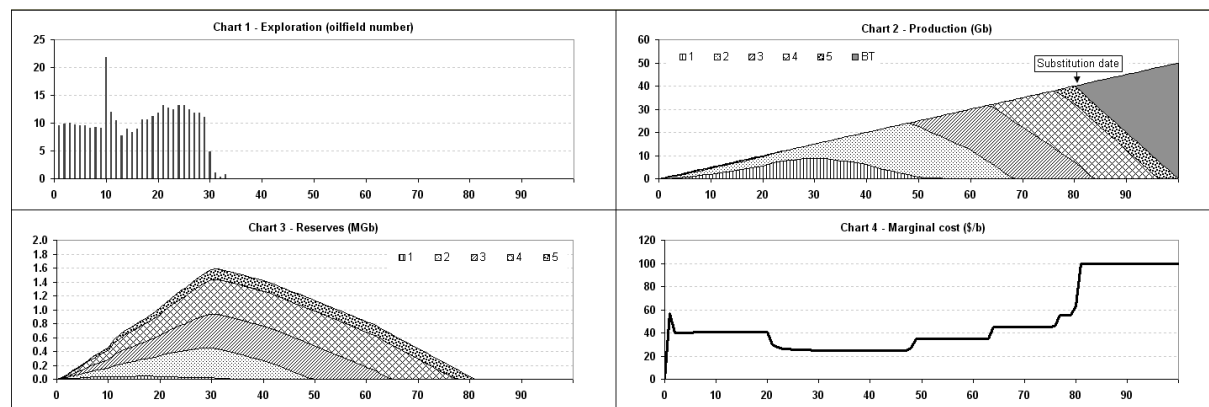 Chart 1 - Exploration (oilfield number)
25
20
15
10
5
0
0 10 20 30 40 50 60 70 80 90
Chart 2 - Production (Gb)
60
50
40
30
20
10
0
1 2 3 4 5 BT
Substitution date
0 10 20 30 40 50 60 70 80 90
Chart 3 - Reserves (MGb)
2.0
1.8
1.6
1.4
1.2
1.0
0.8
0.6
0.4
0.2
0.0
1 2 3 4 5
0 10 20 30 40 50 60 70 80 90
Chart 4 - Marginal cost ($/b)
120
100
80
60
40
20
0
0 10 20 30 40 50 60 70 80 90